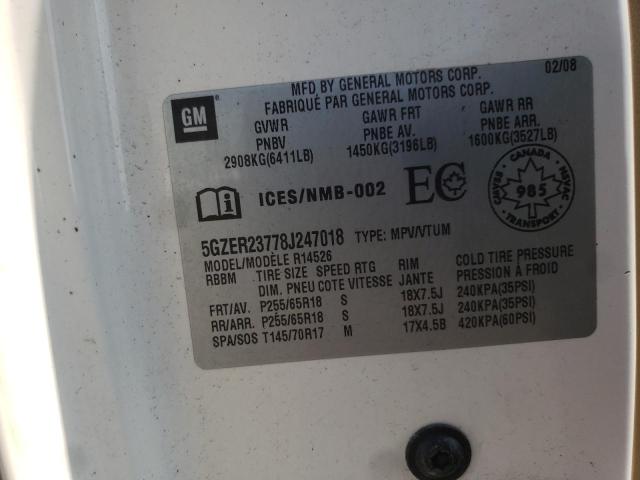 MFD BY GENERAL MOTORS CORP. 02/08
FABRIQUÉ PAR GENERAL MOTORS CORP.
GM
GVWR GAWR FRT GAWR RR
PNBV PNBE AV. PNBE ARR.
2908KG(6411LB) 1450KG(3196LB) 1600KG(3527LB)
ICES/NMB-002 EC
CANADA
985
TRANSPORT
CMVSS
NSVAC
5GZER23778J247018 TYPE: MPV/VTUM
MODEL/MODÈLE R14526
RBBM TIRE SIZE SPEED RTG RIM COLD TIRE PRESSURE
DIM. PNEU COTE VITESSE JANTE PRESSION A FROID
FRT/AV. P255/65R18 S 18X7.5J 240KPA(35PSI)
RR/ARR. P255/65R18 S 18X7.5J 240KPA(35PSI)
SPA/SOS T145/70R17 M 17X4.5B 420KPA(60PSI)